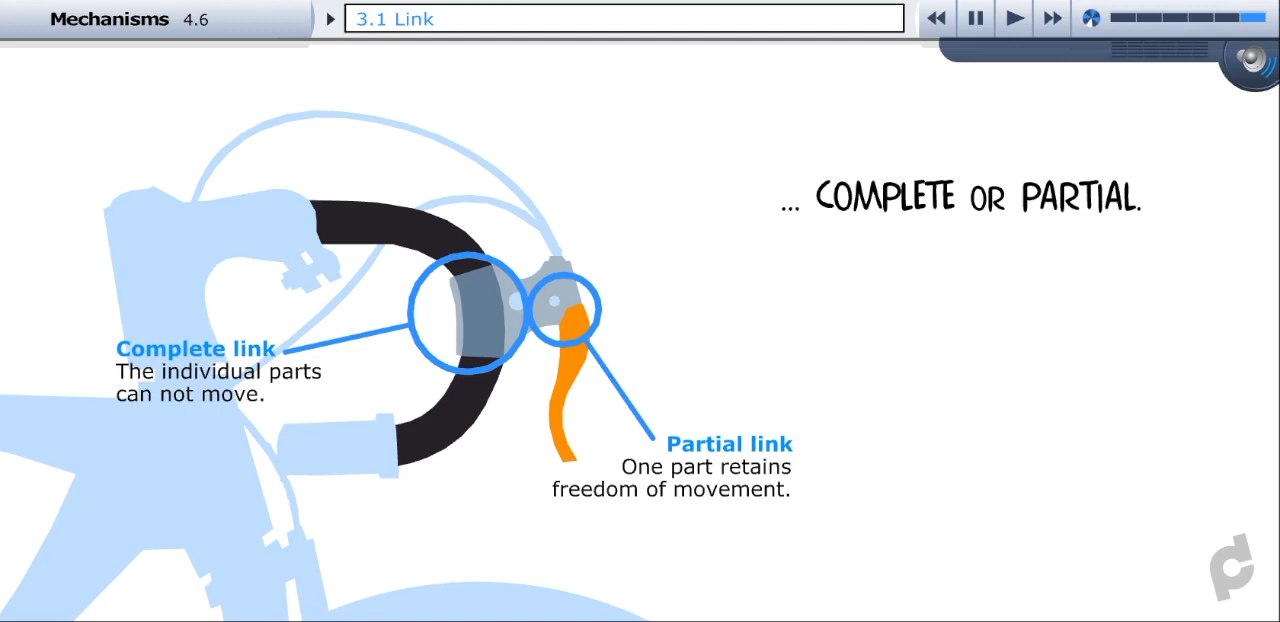 Mechanisms 4.6
3.1 Link
... COMPLETE OR PARTIAL.
Complete link
The individual parts
can not move.
Partial link
One part retains
freedom of movement.